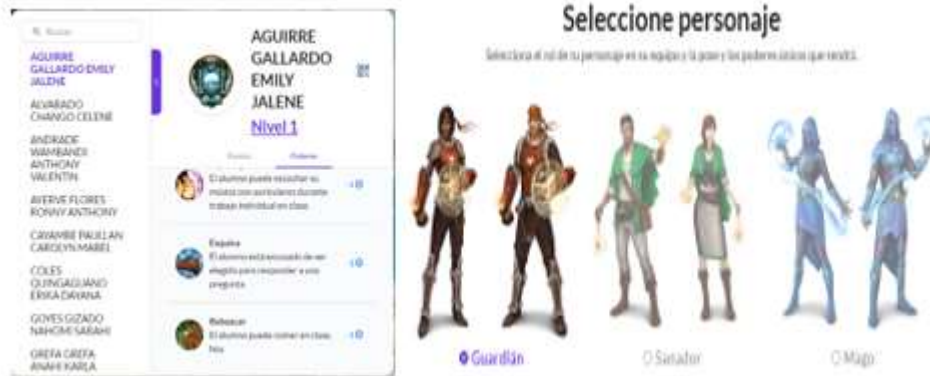 Buscar
AGUIRRE
GALLARDO EMILY
JALENE
ALVARADO
CHANGO CELENE
ANDRADE
WAMBANDI
ANTHONY
VALENTIN
AYERVE FLORES
RONNY ANTHONY
CAYAMBE PAUCLAN
CAROLYN MABEL
COLES
QUINGAGUANO
ERIKA DAYANA
GOYES GIZADO
NAHOMI SARAHI
GREFA GREFA
ANAHI KARLA
AGUIRRE
GALLARDO
EMILY
JALENE
Nivel 1
Poderes
El alumno puede escuchar su
música con auriculares durante
trabajo individual en clase.
Esquiva
El alumno está excusado de ser
elegido para responder a una
pregunta.
Rebuscar
El alumno puede comer en clase
hoy.
Seleccione personaje
Selecciona el rol de tu personaje en su equipo y la pose y los poderes únicos que tendrá.
Guardián
Sanador
Mago